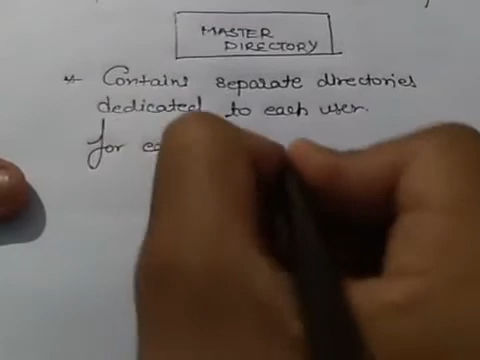 MASTER
DIRECTORY
* Contains separate directories
dedicated to each user.
for